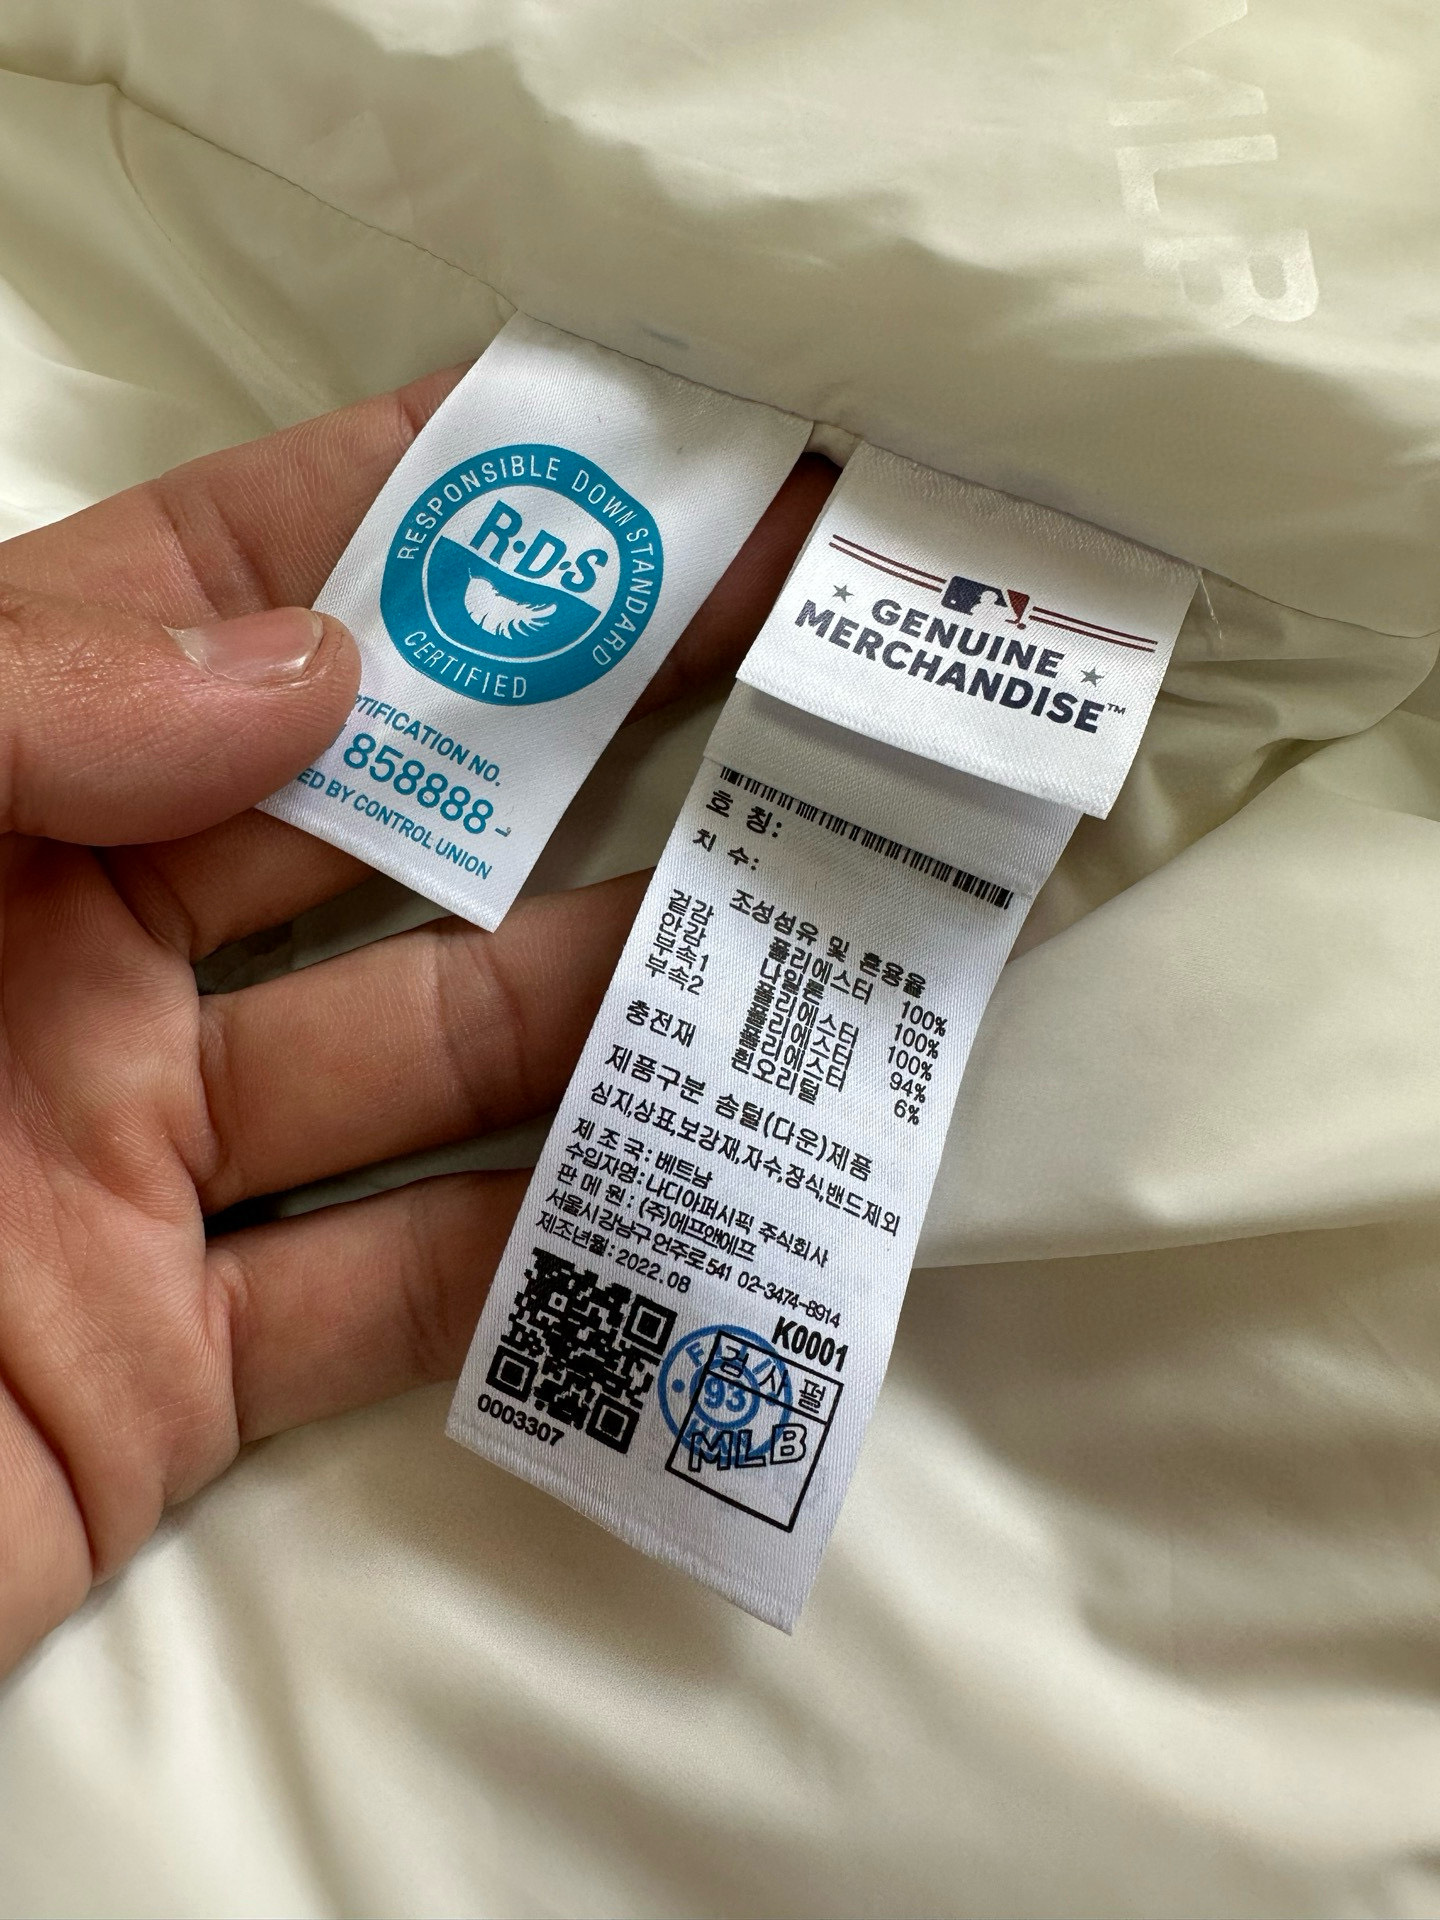 MLB
RESPONSIBLE DOWN STANDARD
R·D·S
CERTIFIED
RTIFICATION NO.
858888-
ED BY CONTROL UNION
GENUINE
MERCHANDISE™
호 칭:
치 수:
조성섬유 및 혼용율
겉감 폴리에스터 100%
안감 나일론 100%
부속1 폴리에스터 100%
부속2 폴리에스터 94%
폴리에스터 6%
충전재 흰오리털
제품구분 솜털(다운)제품
심지,상표,보강재,자수,장식,밴드제외
제 조 국: 베트남
수입자명: 나디아퍼시픽 주식회사
판 메 원: (주)에프앤에프
서울시강남구언주로541 02-3474-8914
제조년월: 2022.08
K0001
검 사 필
93
MLB
0003307